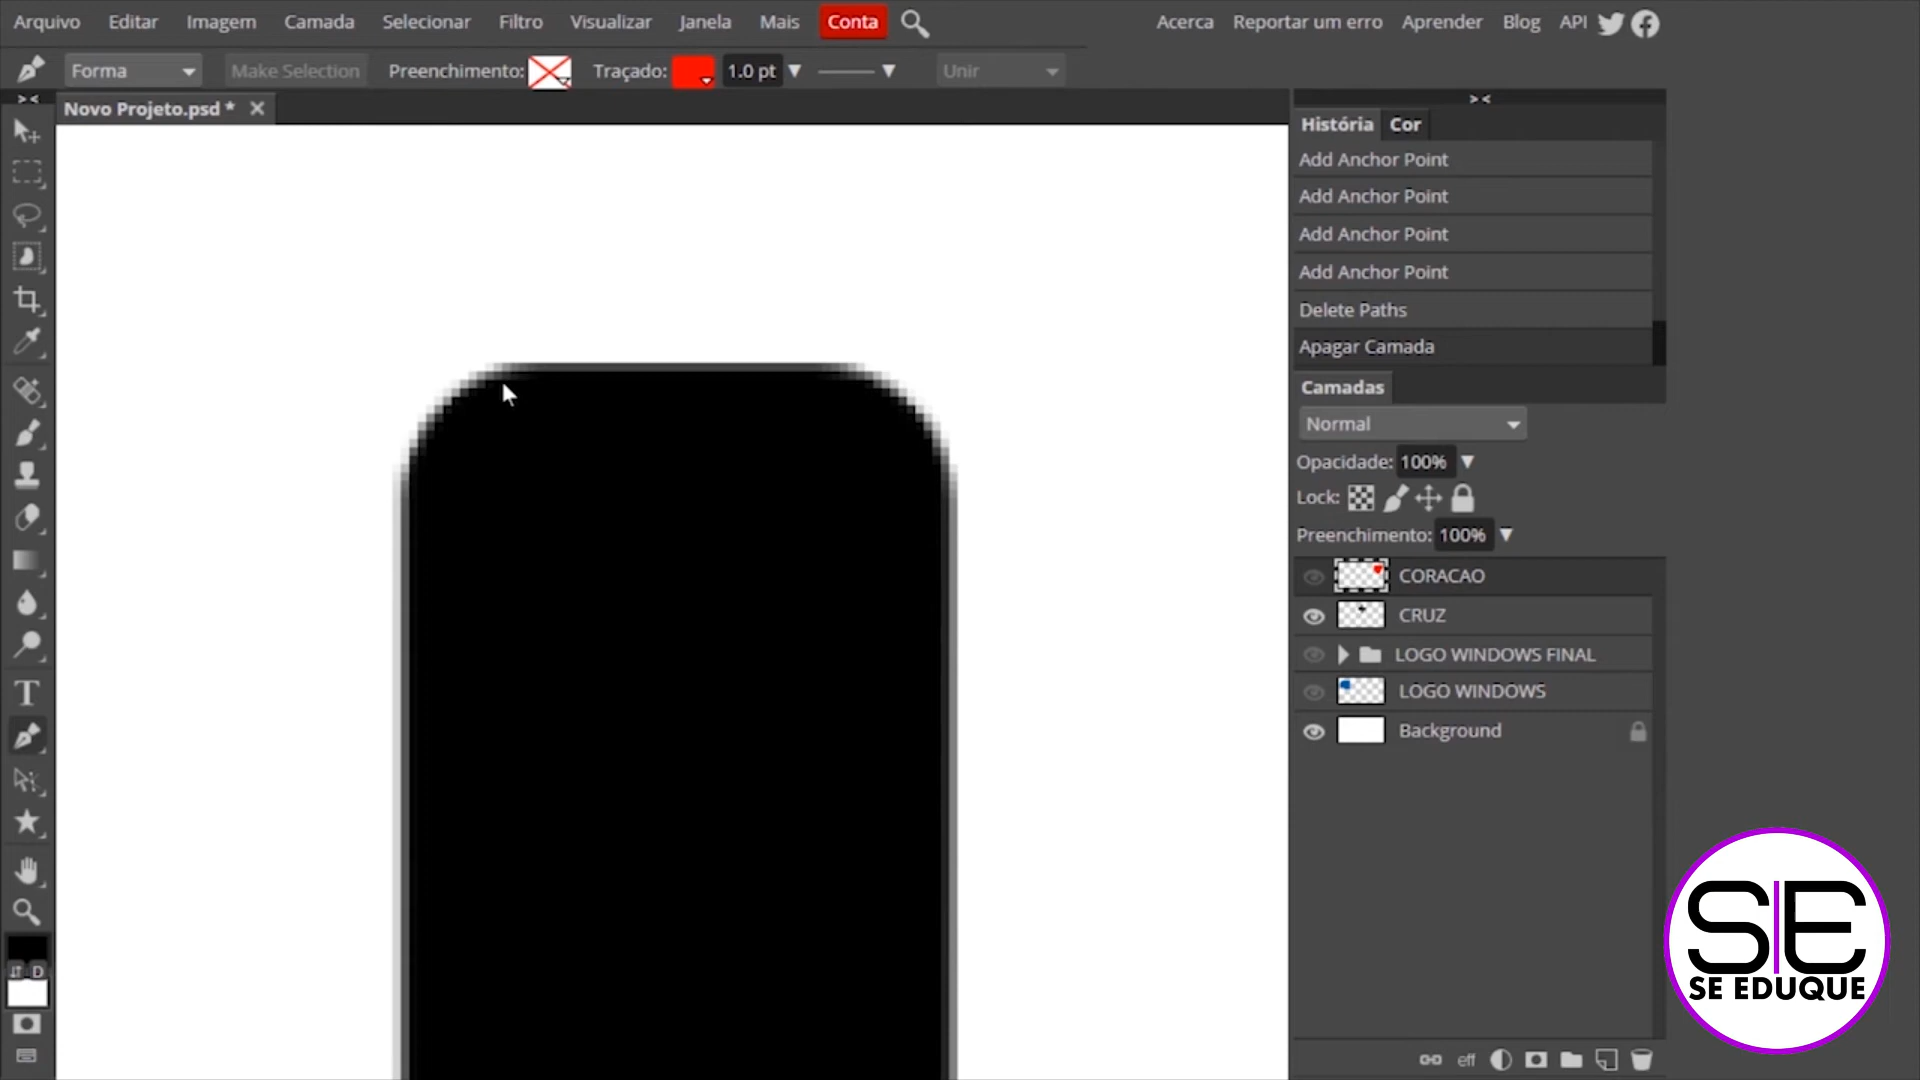 Arquivo Editar Imagem Camada Selecionar Filtro Visualizar Janela Mais Conta Acerca Reportar um erro Aprender Blog API
Forma Make Selection Preenchimento: Traçado: 1.0 pt Unir
> <
Novo Projeto.psd *
> <
História Cor
Add Anchor Point
Add Anchor Point
Add Anchor Point
Add Anchor Point
Delete Paths
Apagar Camada
Camadas
Normal
Opacidade: 100%
Lock:
Preenchimento: 100%
CORACAO
CRUZ
LOGO WINDOWS FINAL
LOGO WINDOWS
Background
T
D
eff
SE
SE EDUQUE